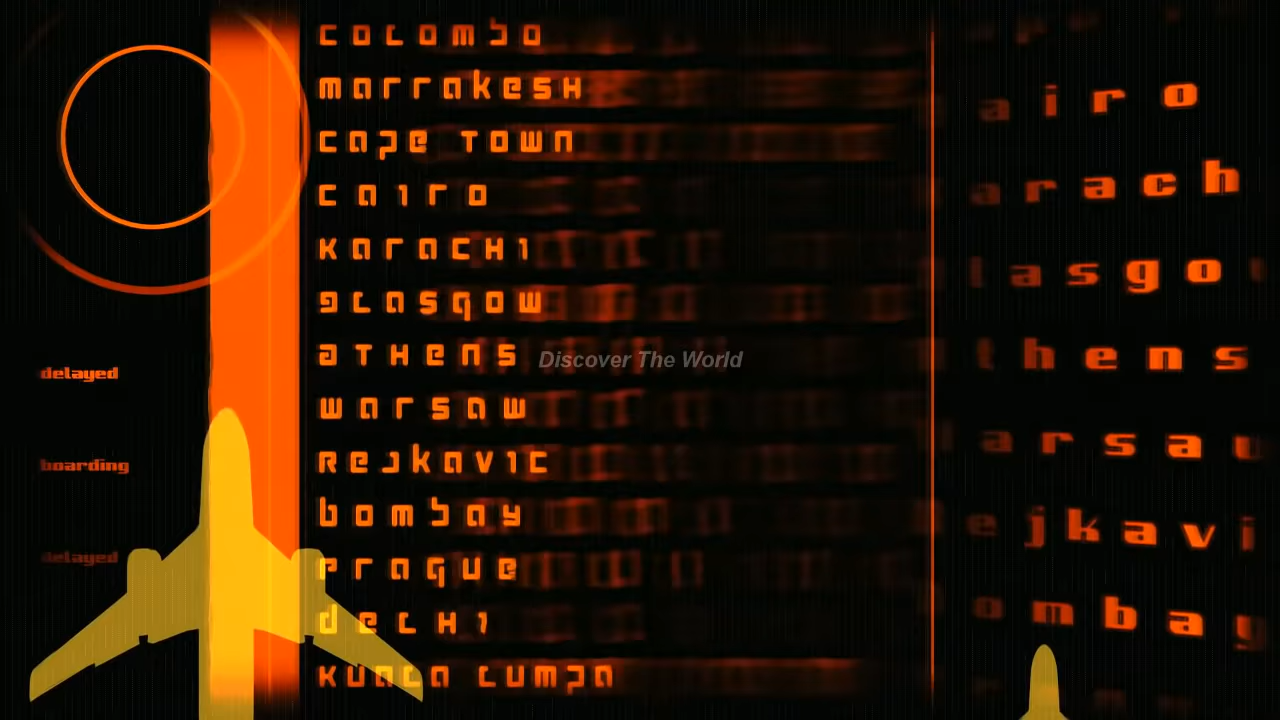 colombo
marrakesh
cape town
cairo
karachi
glasgow
athens
Discover The World
warsaw
rejkavic
bombay
prague
delhi
kuala lumpa
delayed
boarding
delayed
airo
arach
lasgo
thens
arsaw
ejkavi
ombay